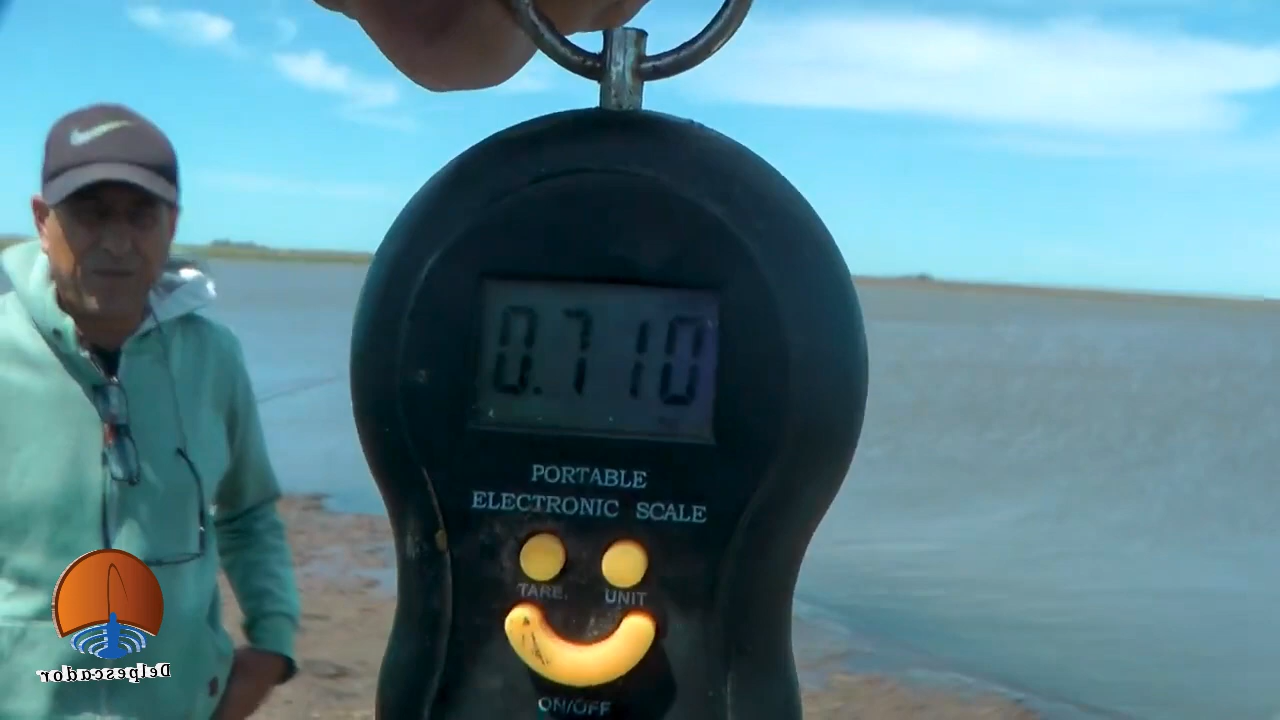 0.710
PORTABLE
ELECTRONIC SCALE
TARE. UNIT
ON/OFF
Delpescador